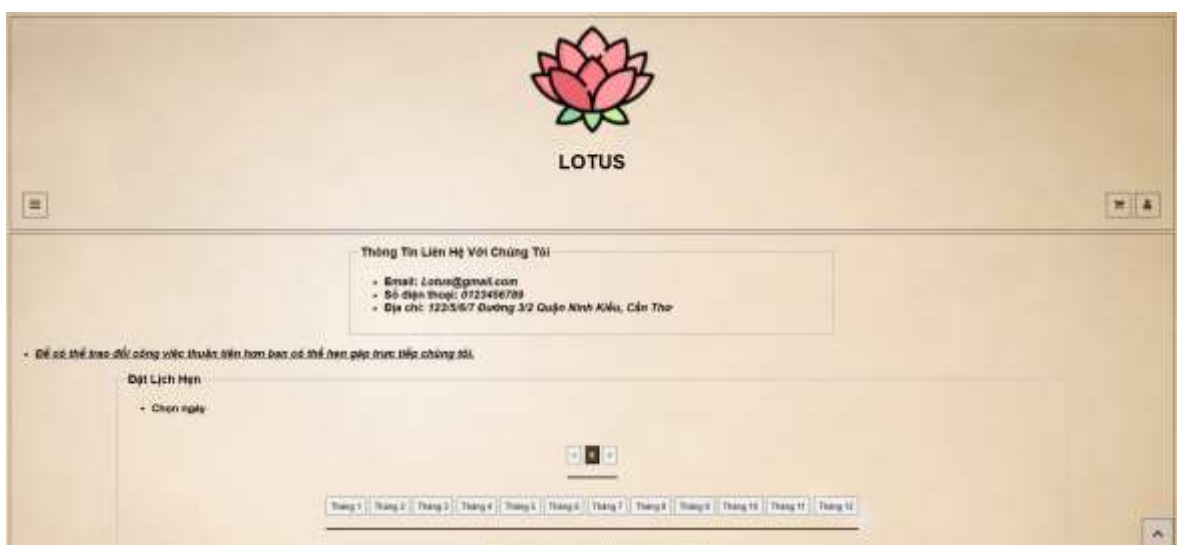 LOTUS
Thông Tin Liên Hệ Với Chúng Tôi
Email: Lotus@gmail.com
Số điện thoại: 0123456789
Địa chỉ: 123/5/6/7 Đường 3/2 Quận Ninh Kiều, Cần Thơ
Để có thể trao đổi công việc thuận tiện hơn bạn có thể hẹn gặp trực tiếp chúng tôi.
Đặt Lịch Hẹn
Chọn ngày
Tháng 1 Tháng 2 Tháng 3 Tháng 4 Tháng 5 Tháng 6 Tháng 7 Tháng 8 Tháng 9 Tháng 10 Tháng 11 Tháng 12